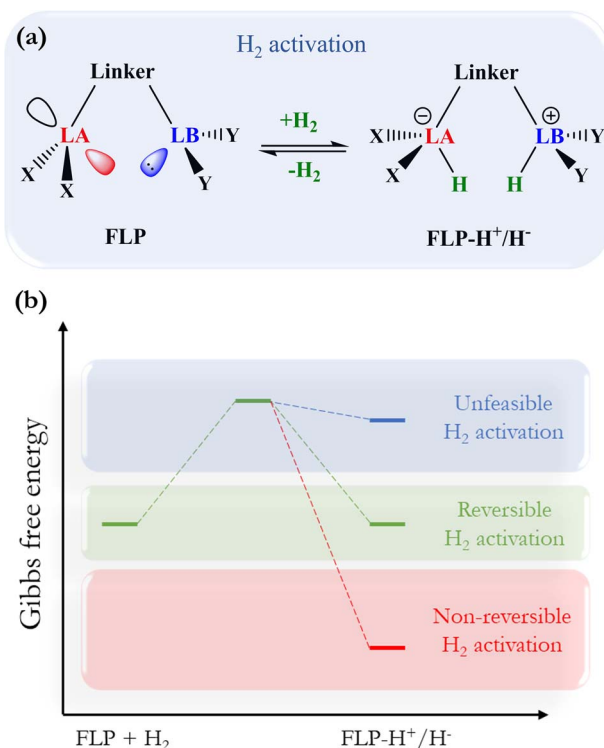 (a)
H₂ activation
Linker
LA
X
X
LB
Y
Y
FLP
+H₂
-H₂
Linker
⊖
LA
X
X
H
⊕
LB
Y
Y
H
FLP-H⁺/H⁻
(b)
Gibbs free energy
Unfeasible
H₂ activation
Reversible
H₂ activation
Non-reversible
H₂ activation
FLP + H₂
FLP-H⁺/H⁻